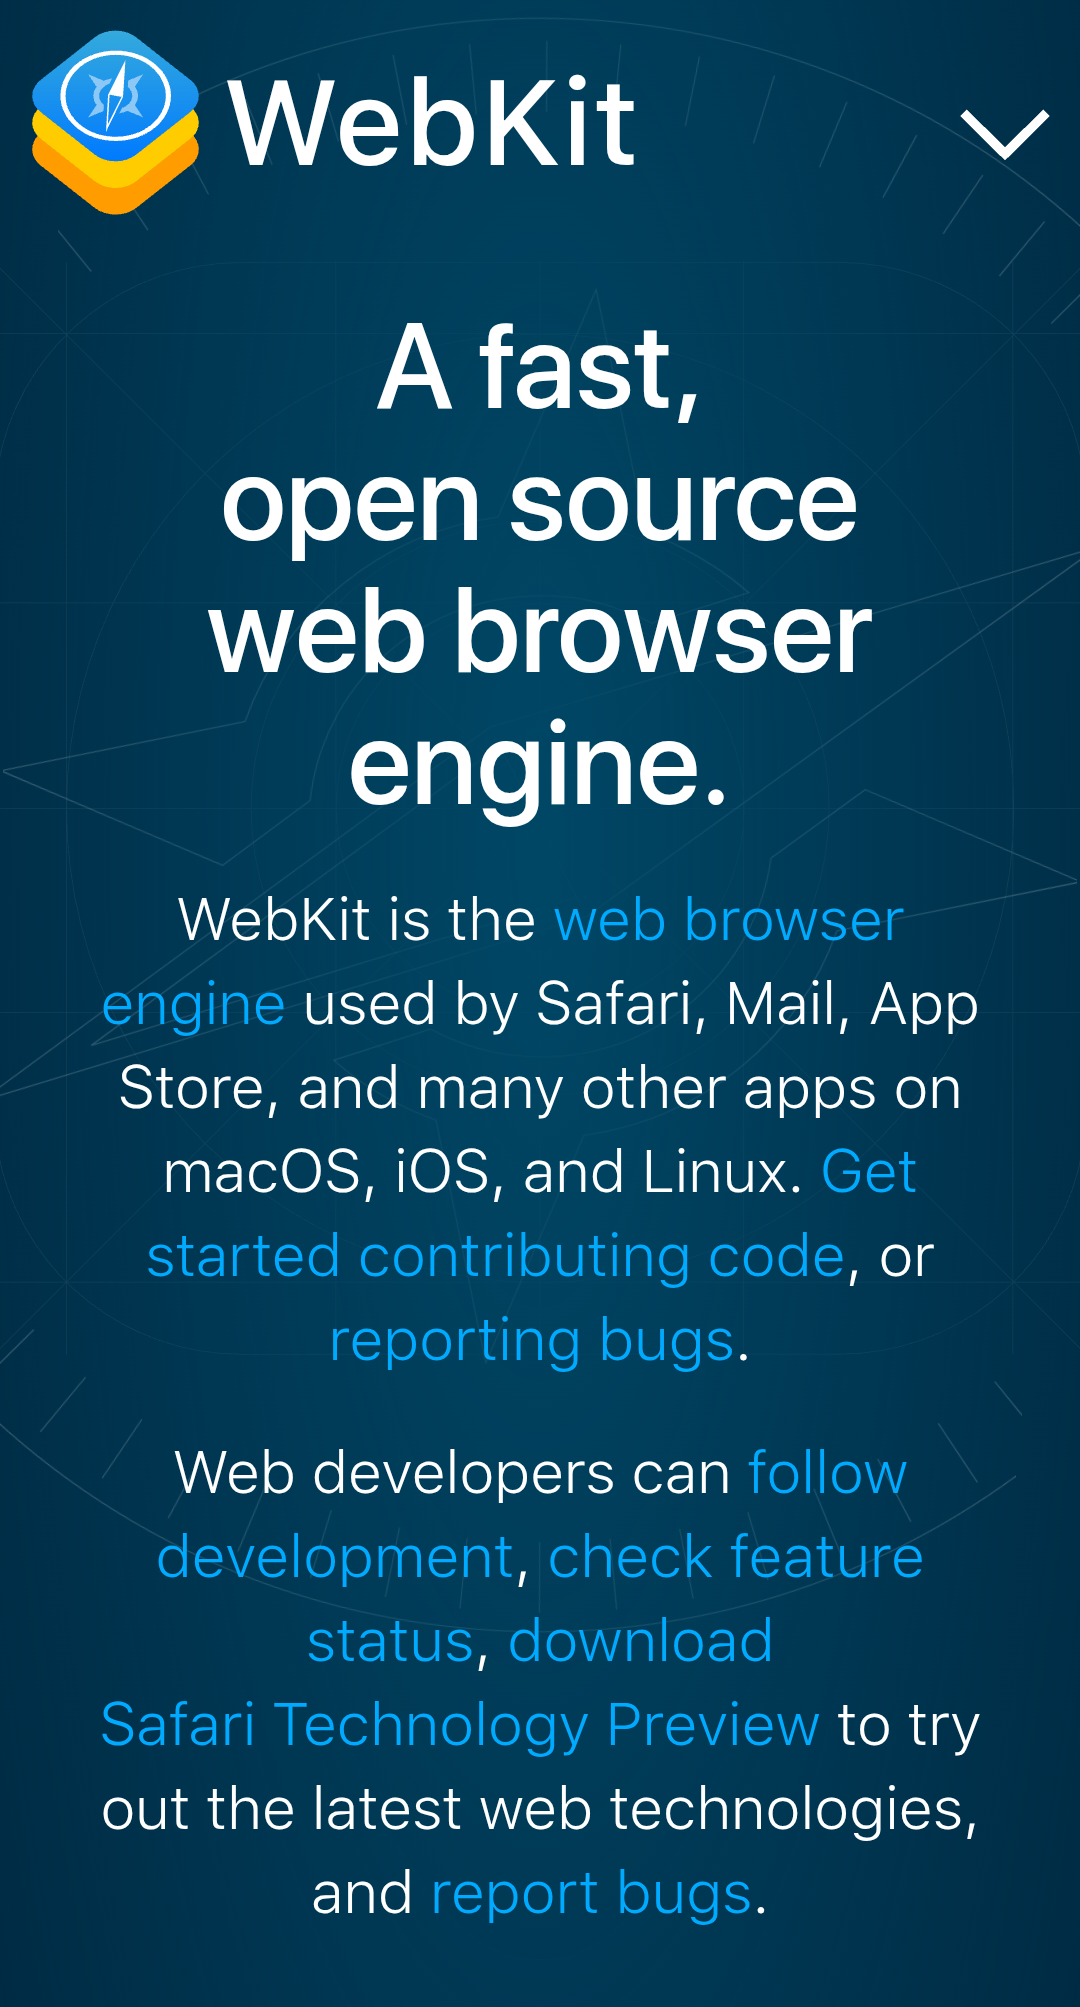 WebKit
A fast,
open source
web browser
engine.
WebKit is the web browser
engine used by Safari, Mail, App
Store, and many other apps on
macOS, iOS, and Linux. Get
started contributing code, or
reporting bugs.
Web developers can follow
development, check feature
status, download
Safari Technology Preview to try
out the latest web technologies,
and report bugs.